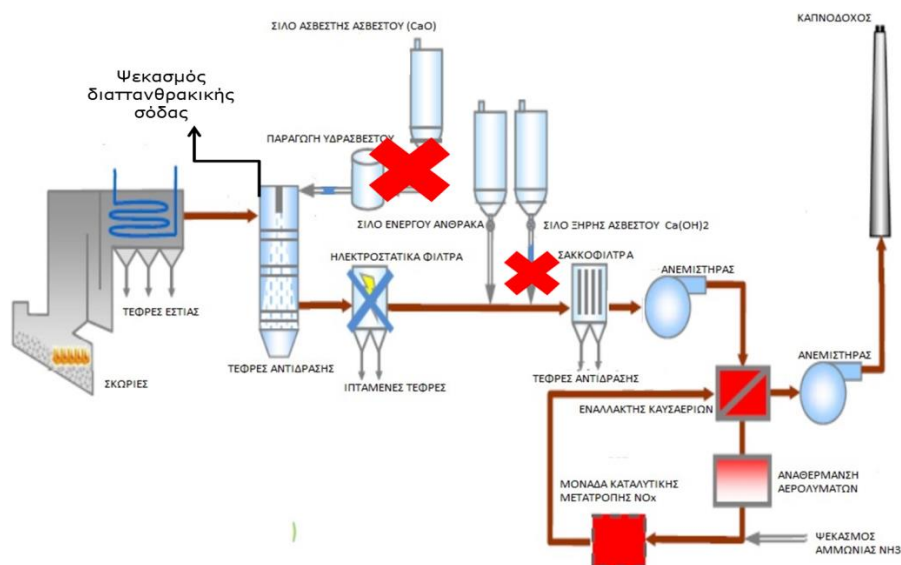 ΣΙΛΟ ΑΣΒΕΣΤΗΣ ΑΣΒΕΣΤΟΥ (CaO)
ΚΑΠΝΟΔΟΧΟΣ
Ψεκασμός
διαττανθρακικής
σόδας
ΠΑΡΑΓΩΓΗ ΥΔΡΑΣΒΕΣΤΟΥ
ΣΙΛΟ ΕΝΕΡΓΟΥ ΑΝΘΡΑΚΑ
ΣΙΛΟ ΞΗΡΗΣ ΑΣΒΕΣΤΟΥ Ca(OH)2
ΗΛΕΚΤΡΟΣΤΑΤΙΚΑ ΦΙΛΤΡΑ
ΣΑΚΚΟΦΙΛΤΡΑ
ΑΝΕΜΙΣΤΗΡΑΣ
ΤΕΦΡΕΣ ΕΣΤΙΑΣ
ΣΚΩΡΙΕΣ
ΤΕΦΡΕΣ ΑΝΤΙΔΡΑΣΗΣ
ΙΠΤΑΜΕΝΕΣ ΤΕΦΡΕΣ
ΤΕΦΡΕΣ ΑΝΤΙΔΡΑΣΗΣ
ΑΝΕΜΙΣΤΗΡΑΣ
ΕΝΑΛΛΑΚΤΗΣ ΚΑΥΣΑΕΡΙΩΝ
ΑΝΑΘΕΡΜΑΝΣΗ
ΑΕΡΟΛΥΜΑΤΩΝ
ΜΟΝΑΔΑ ΚΑΤΑΛΥΤΙΚΗΣ
ΜΕΤΑΤΡΟΠΗΣ NOx
ΨΕΚΑΣΜΟΣ
ΑΜΜΩΝΙΑΣ NH3